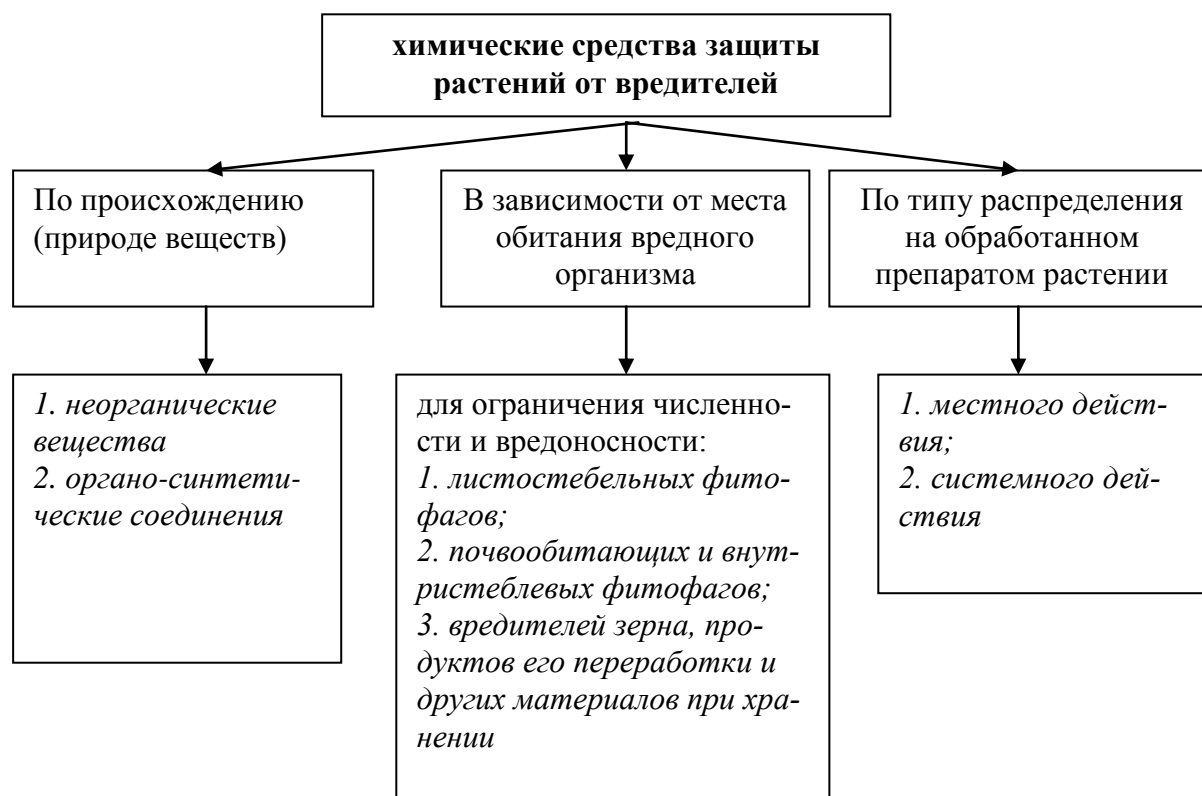 химические средства защиты
растений от вредителей
По происхождению
(природе веществ)
В зависимости от места
обитания вредного
организма
По типу распределения
на обработанном
препаратом растении
1. неорганические
вещества
2. органо-синтети-
ческие соединения
для ограничения численно-
сти и вредоносности:
1. листостебельных фито-
фагов;
2. почвообитающих и внут-
ристеблевых фитофагов;
3. вредителей зерна, про-
дуктов его переработки и
других материалов при хра-
нении
1. местного дейст-
вия;
2. системного дей-
ствия